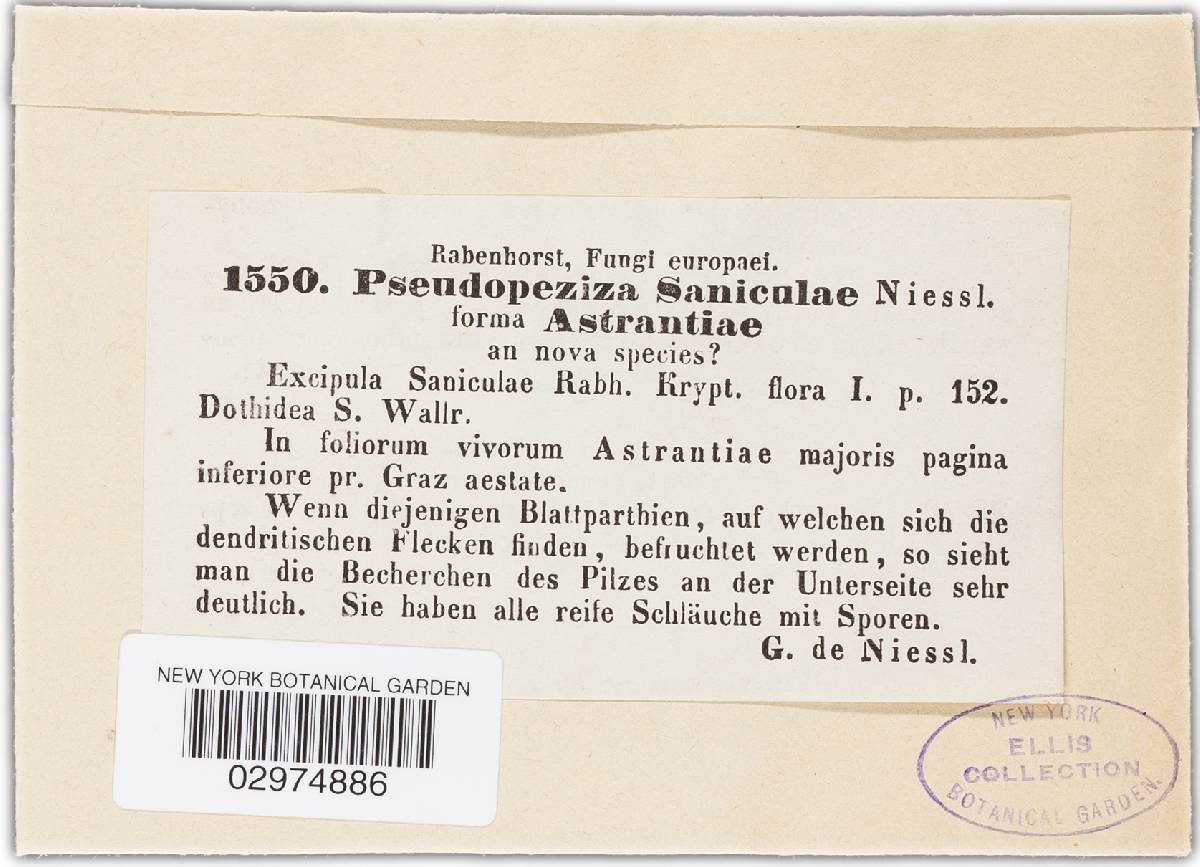 Rabenhorst, Fungi europaei.
1550. Pseudopeziza Saniculae Niessl.
forma Astrantiae
an nova species?
Excipula Saniculae Rabh. Krypt. flora I. p. 152.
Dothidea S. Wallr.
In foliorum vivorum Astrantiae majoris pagina
inferiore pr. Graz aestate.
Wenn diejenigen Blattparthien, auf welchen sich die
dendritischen Flecken finden, befruchtet werden, so sieht
man die Becherchen des Pilzes an der Unterseite sehr
deutlich. Sie haben alle reife Schläuche mit Sporen.
G. de Niessl.
NEW YORK BOTANICAL GARDEN
02974886
NEW YORK
ELLIS
COLLECTION
BOTANICAL GARDEN.